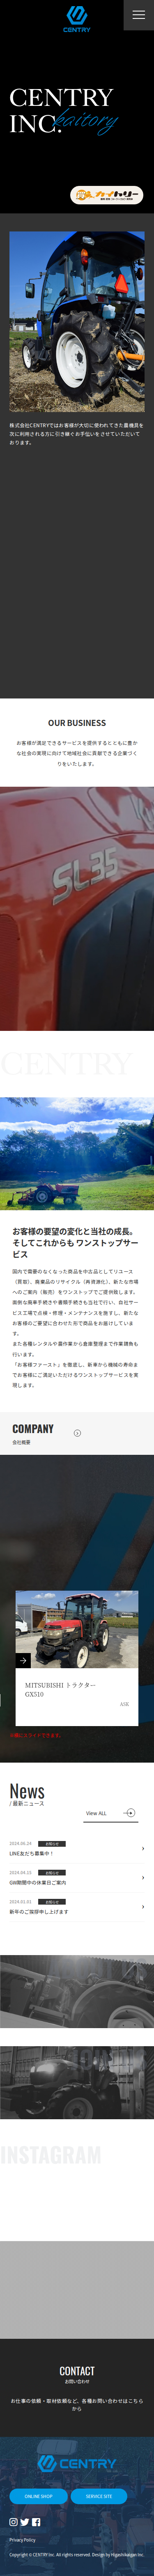 CENTRY
CENTRY
INC.
kaitory
カイトリー
株式会社CENTRYではお客様が大切に使われてきた農機具を
次に利用される方に引き継ぐお手伝いをさせていただいて
おります。
OUR BUSINESS
お客様が満足できるサービスを提供するとともに豊か
な社会の実現に向けて地域社会に貢献できる企業づく
りをいたします。
SL35
CENTRY
お客様の要望の変化と当社の成長。
そしてこれからも ワンストップサー
ビス
国内で需要のなくなった商品を中古品としてリユース
（買取）、廃棄品のリサイクル（再資源化）、新たな市場
へのご案内（販売）をワンストップでご提供致します。
面倒な廃車手続きや書類手続きも当社で行い、自社サービ
ス工場での点検・修理・メンテナンスを施すし、新たな
お客様のご要望に合わせた形で商品をお届けしていま
す。
また各種レンタルや農作業から倉庫整理まで作業請負も
行います。
「お客様ファースト」を徹底し、新車から機械の寿命ま
でお客様にご満足いただけるワンストップサービスを実
現します。
COMPANY
会社概要
MITSUBISHI トラクター
GX510
ASK
News
/ 最新ニュース
View ALL
2024.06.24 お知らせ
LINE友だち募集中！
2024.04.15 お知らせ
GW期間中の休業日ご案内
2024.01.01 お知らせ
新年のご挨拶申し上げます
INSTAGRAM
CONTACT
お問い合わせ
お仕事の依頼・取材依頼など、各種お問い合わせはこちら
から
CENTRY
ONLINE SHOP
SERVICE SITE
Privacy Policy
Copyright © CENTRY Inc. All rights reserved. Design by Higashikaigan Inc.